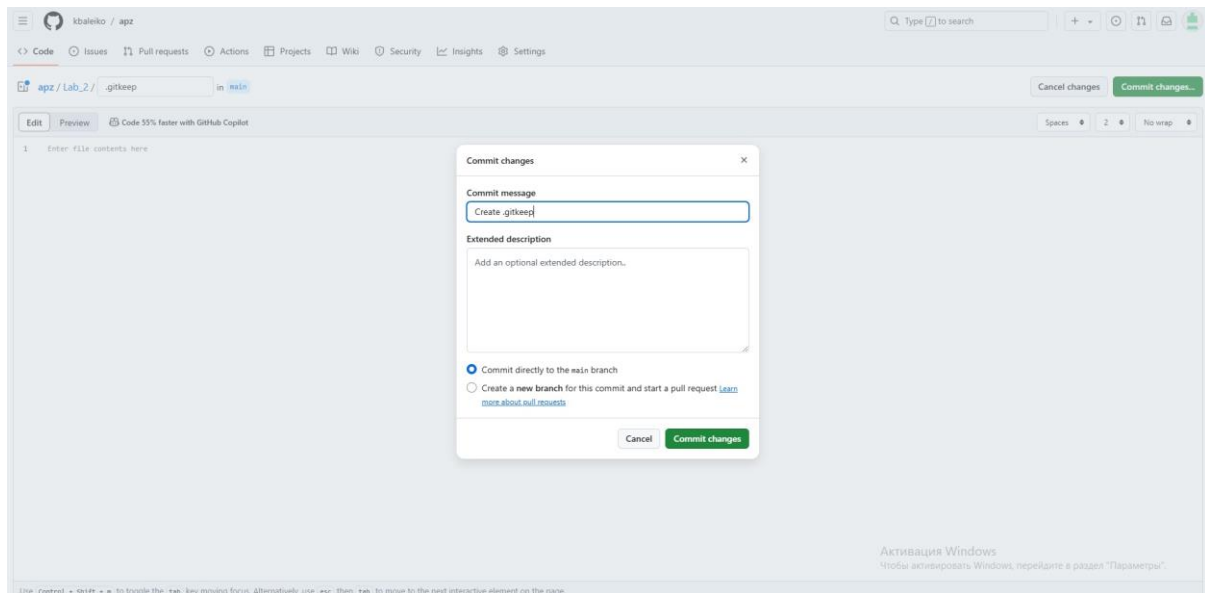 kbaleiko / apz
Type / to search
Code Issues Pull requests Actions Projects Wiki Security Insights Settings
apz / Lab_2 / .gitkeep in main
Cancel changes Commit changes...
Edit Preview Code 55% faster with GitHub Copilot
Spaces 2 No wrap
1 Enter file contents here
Commit changes
Commit message
Create .gitkeep
Extended description
Add an optional extended description..
Commit directly to the main branch
Create a new branch for this commit and start a pull request Learn
more about pull requests
Cancel Commit changes
Активация Windows
Чтобы активировать Windows, перейдите в раздел "Параметры".
Use Control + Shift + m to toggle the tab key moving focus. Alternatively, use esc then tab to move to the next interactive element on the page.